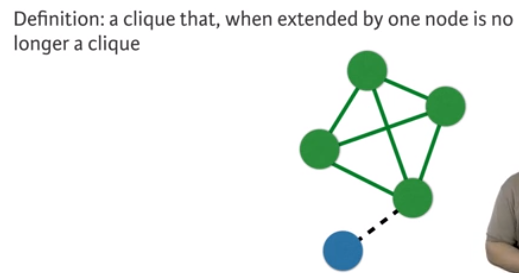 Definition: a clique that, when extended by one node is no
longer a clique